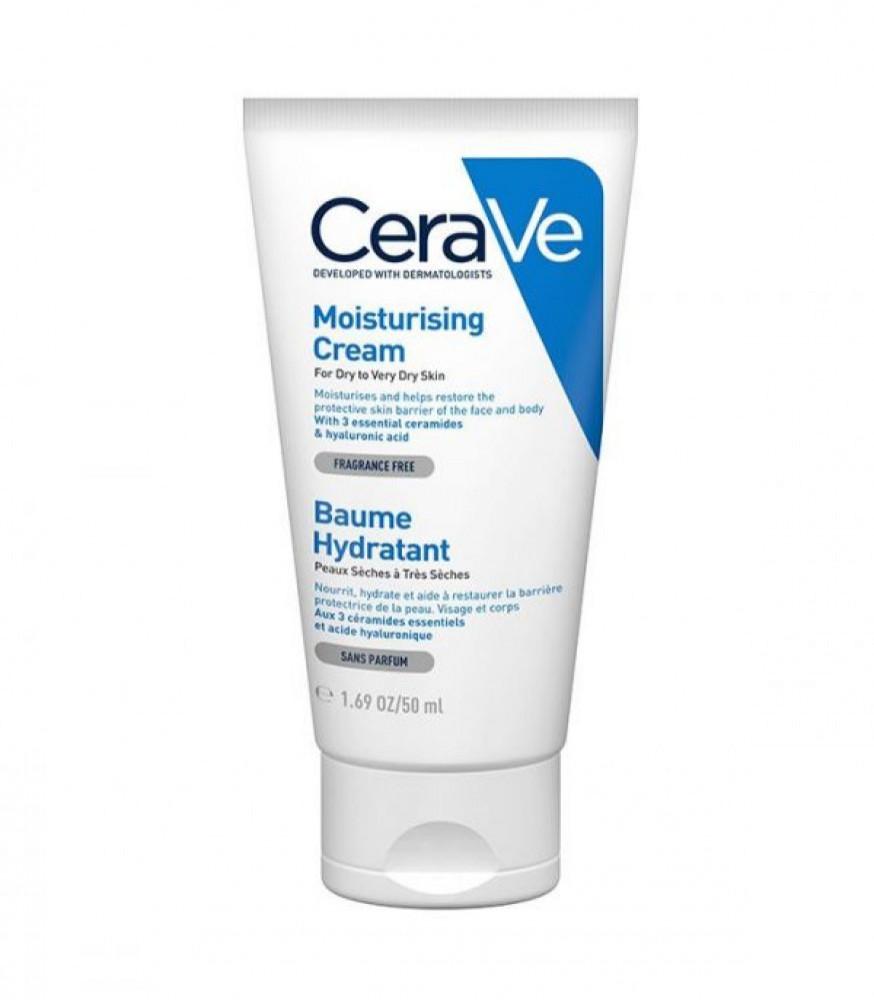 CeraVe
DEVELOPED WITH DERMATOLOGISTS
Moisturising
Cream
For Dry to Very Dry Skin
Moisturises and helps restore the
protective skin barrier of the face and body
With 3 essential ceramides
& hyaluronic acid
FRAGRANCE FREE
Baume
Hydratant
Peaux Sèches à Très Sèches
Nourrit, hydrate et aide à restaurer la barrière
protectrice de la peau. Visage et corps
Aux 3 céramides essentiels
et acide hyaluronique
SANS PARFUM
℮ 1.69 OZ/50 ml